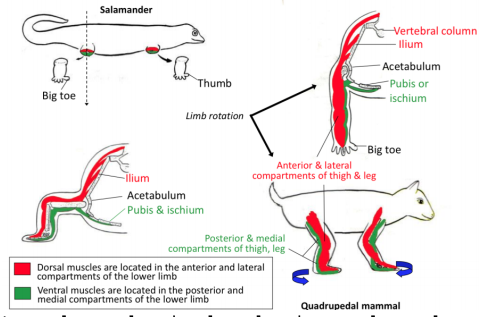 Salamander
Big toe
Thumb
Limb rotation
Vertebral column
Ilium
Acetabulum
Pubis or
ischium
Big toe
Anterior & lateral
compartments of thigh & leg
Ilium
Acetabulum
Pubis & ischium
Posterior & medial
compartments of thigh, leg
Dorsal muscles are located in the anterior and lateral
compartments of the lower limb
Ventral muscles are located in the posterior and
medial compartments of the lower limb
Quadrupedal mammal